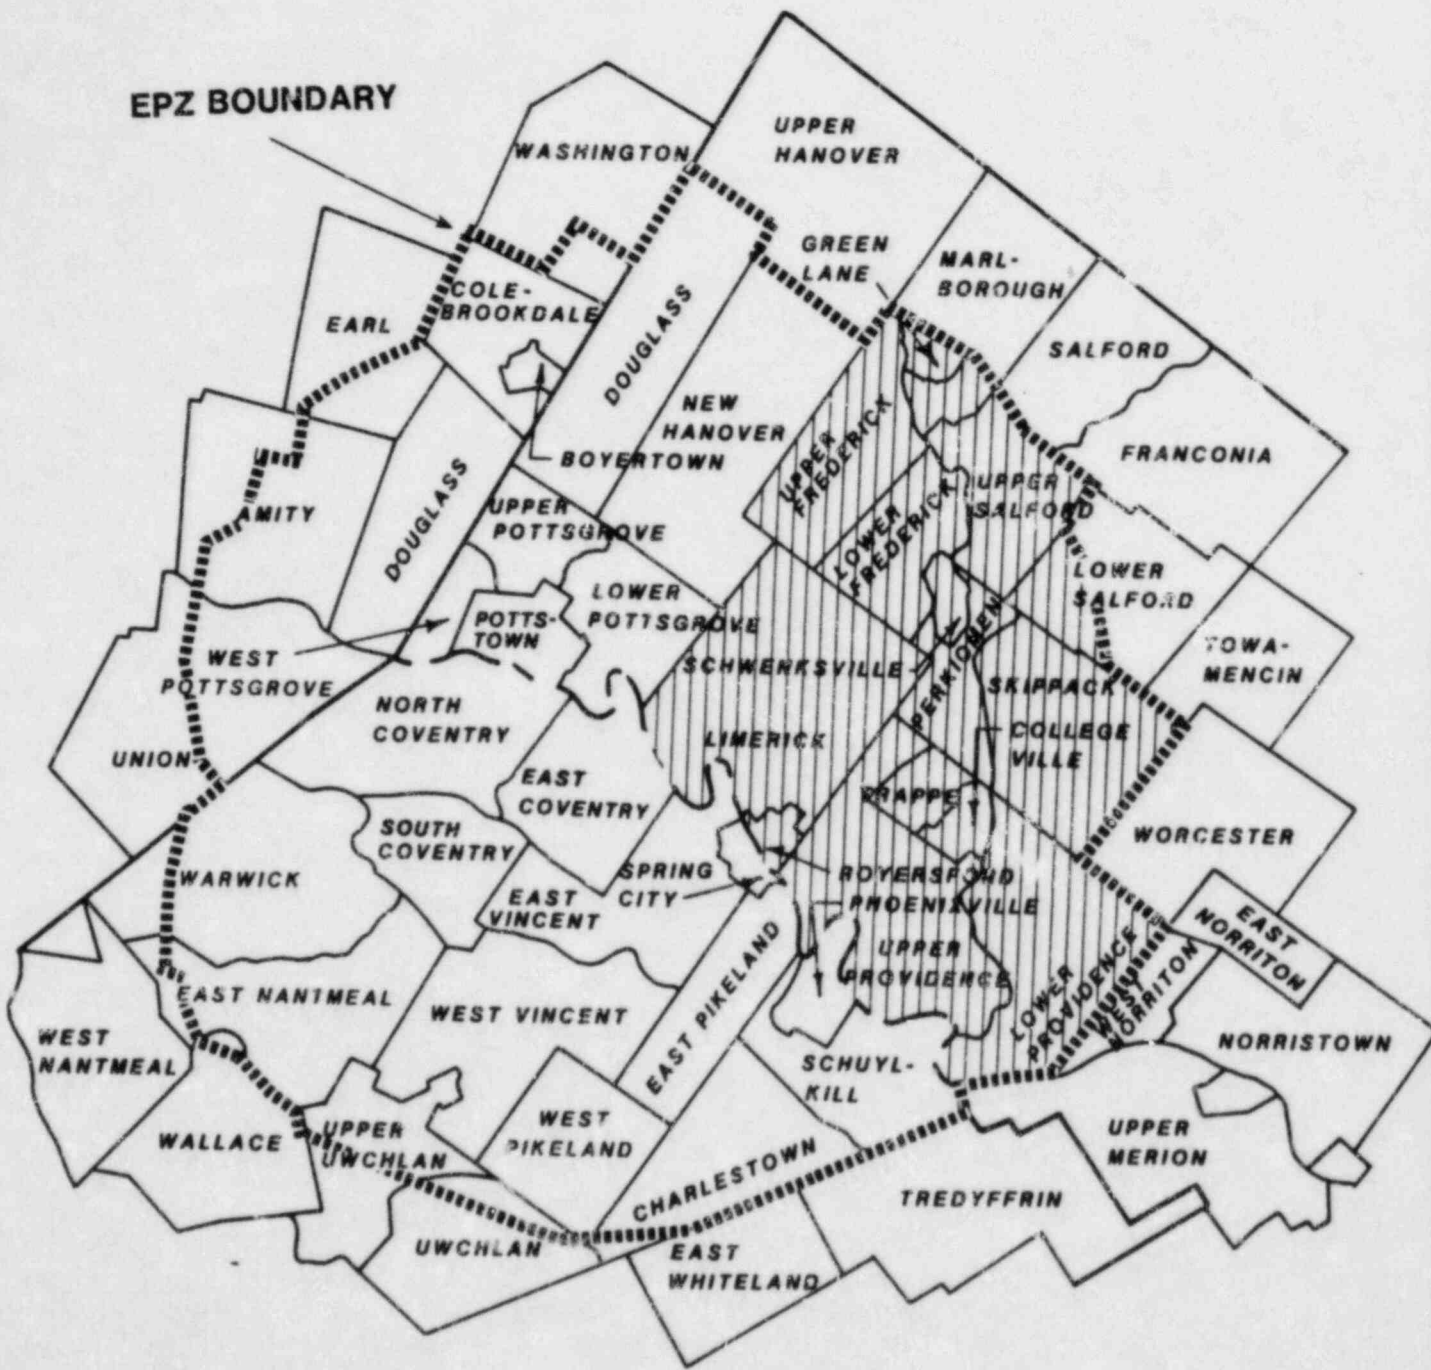 EPZ BOUNDARY
WASHINGTON
UPPER
HANOVER
GREEN
LANE
MARL-
BOROUGH
COLE-
BROOKDALE
EARL
DOUGLASS
SALFORD
NEW
HANOVER
UPPER
FREDERICK
FRANCONIA
BOYERTOWN
AMITY
DOUGLASS
UPPER
POTTSGROVE
LOWER
FREDERICK
UPPER
SALFORD
LOWER
SALFORD
LOWER
POTTSGROVE
POTTS-
TOWN
WEST
POTTSGROVE
SCHWENKSVILLE
PERKIOMEN
SKIPPACK
TOWA-
MENCIN
NORTH
COVENTRY
LIMERICK
COLLEGE
VILLE
UNION
EAST
COVENTRY
TRAPPE
SOUTH
COVENTRY
WORCESTER
WARWICK
SPRING
CITY
ROYERSFORD
PHOENIXVILLE
EAST
VINCENT
EAST
NORRITON
UPPER
PROVIDENCE
LOWER
PROVIDENCE
WEST
NORRITON
EAST NANTMEAL
WEST VINCENT
EAST PIKELAND
WEST
NANTMEAL
NORRISTOWN
SCHUYL-
KILL
WALLACE
UPPER
UWCHLAN
WEST
PIKELAND
UPPER
MERION
CHARLESTOWN
TREDYFFRIN
UWCHLAN
EAST
WHITELAND